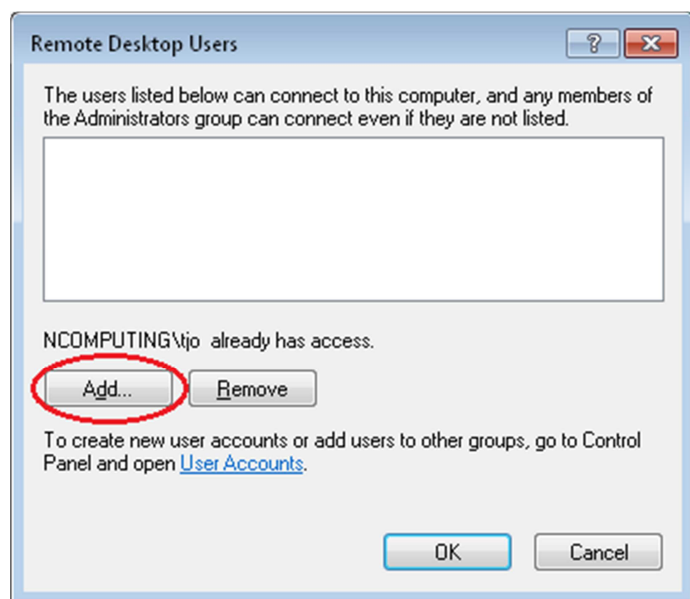 Remote Desktop Users
The users listed below can connect to this computer, and any members of
the Administrators group can connect even if they are not listed.
NCOMPUTING\tjo already has access.
Add...
Remove
To create new user accounts or add users to other groups, go to Control
Panel and open User Accounts.
OK
Cancel